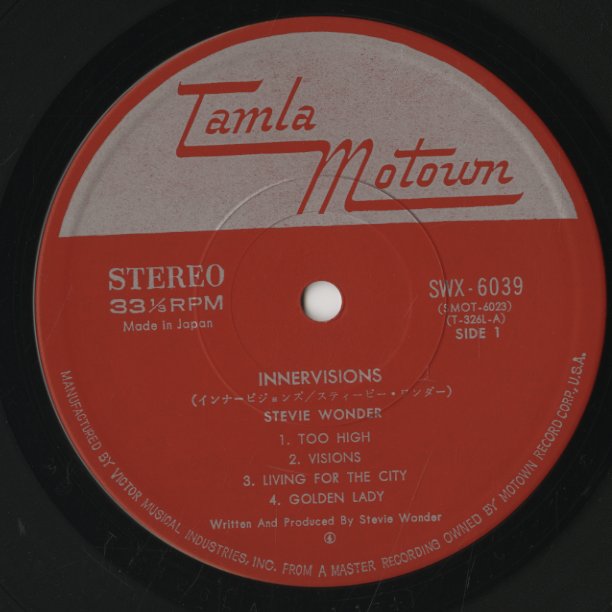 Tamla
Motown
STEREO
33⅓RPM
Made in Japan
SWX-6039
(SMOT-6023)
(T-326L-A)
SIDE 1
INNERVISIONS
(インナービジョンズ/スティービー・ワンダー)
STEVIE WONDER
1. TOO HIGH
2. VISIONS
3. LIVING FOR THE CITY
4. GOLDEN LADY
Written And Produced By Stevie Wonder
④
MANUFACTURED BY VICTOR MUSICAL INDUSTRIES, INC. FROM A MASTER RECORDING OWNED BY MOTOWN RECORD CORP., U.S.A.